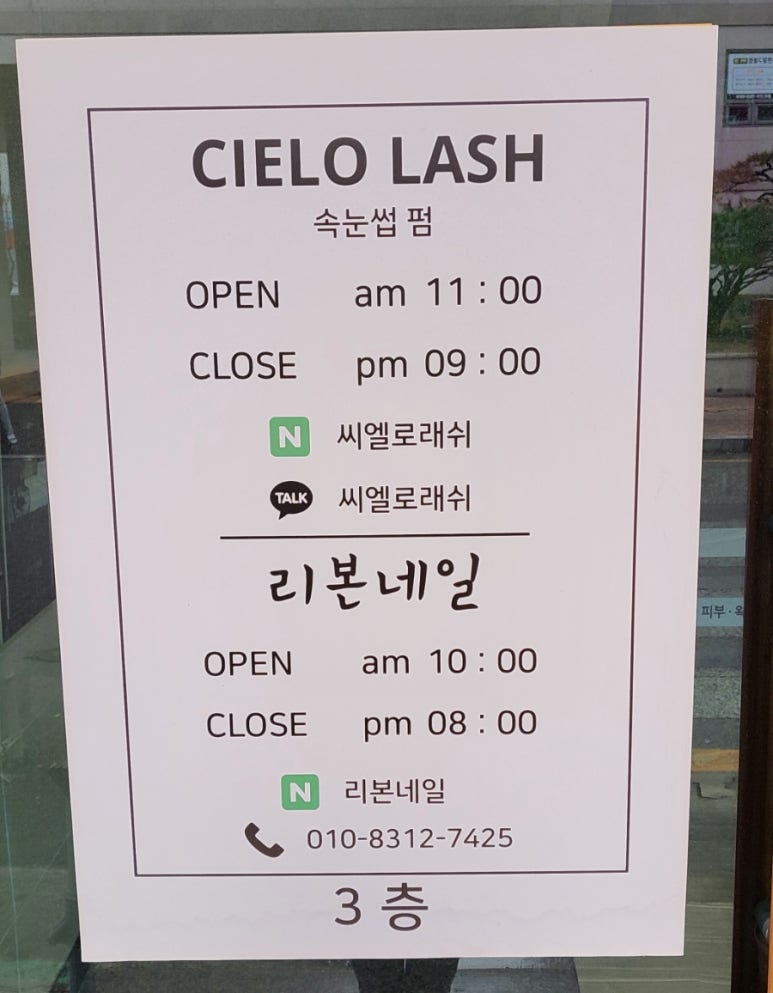 CIELO LASH
속눈썹 펌
OPEN am 11 : 00
CLOSE pm 09 : 00
N 씨엘로래쉬
TALK 씨엘로래쉬
리본네일
OPEN am 10 : 00
CLOSE pm 08 : 00
N 리본네일
010-8312-7425
3 층
피부 ·